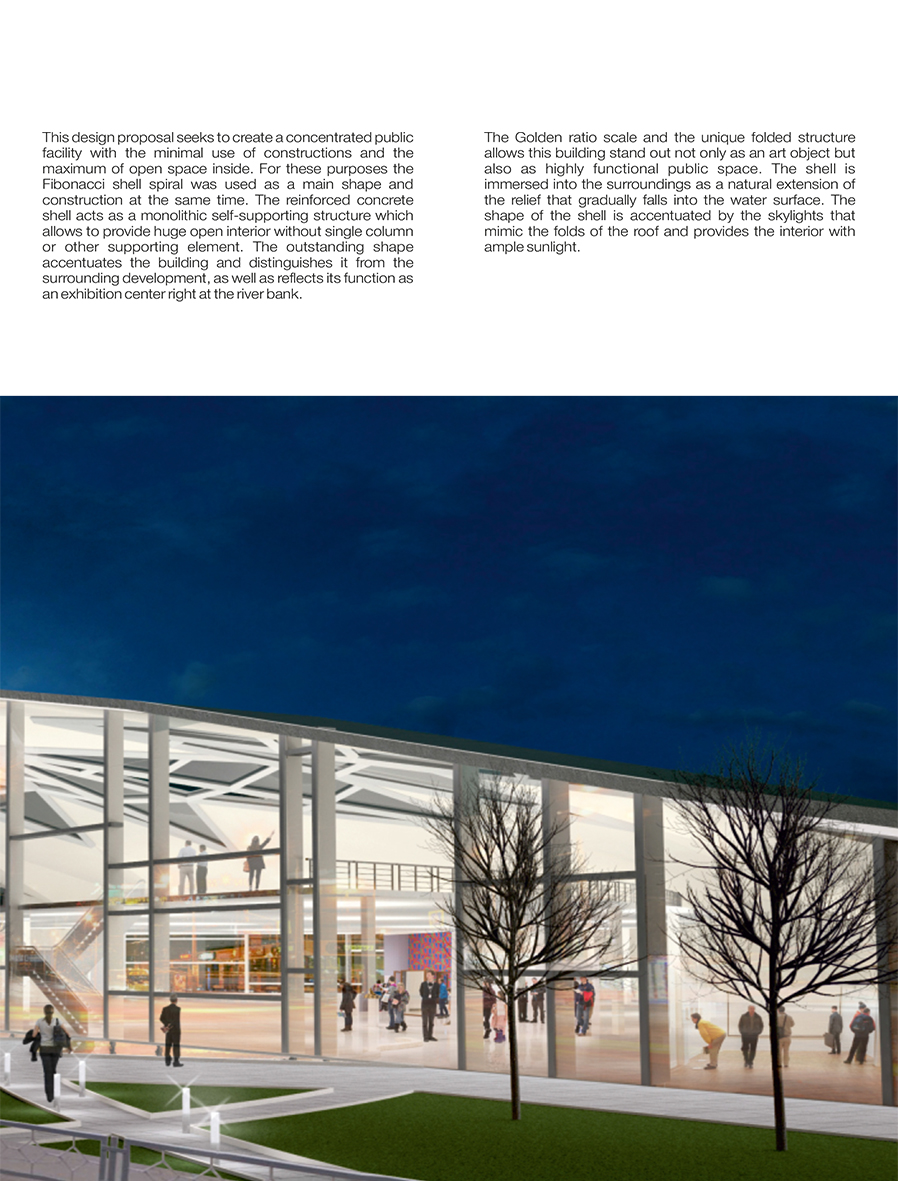 This design proposal seeks to create a concentrated public
facility with the minimal use of constructions and the
maximum of open space inside. For these purposes the
Fibonacci shell spiral was used as a main shape and
construction at the same time. The reinforced concrete
shell acts as a monolithic self-supporting structure which
allows to provide huge open interior without single column
or other supporting element. The outstanding shape
accentuates the building and distinguishes it from the
surrounding development, as well as reflects its function as
an exhibition center right at the river bank.
The Golden ratio scale and the unique folded structure
allows this building stand out not only as an art object but
also as highly functional public space. The shell is
immersed into the surroundings as a natural extension of
the relief that gradually falls into the water surface. The
shape of the shell is accentuated by the skylights that
mimic the folds of the roof and provides the interior with
ample sunlight.